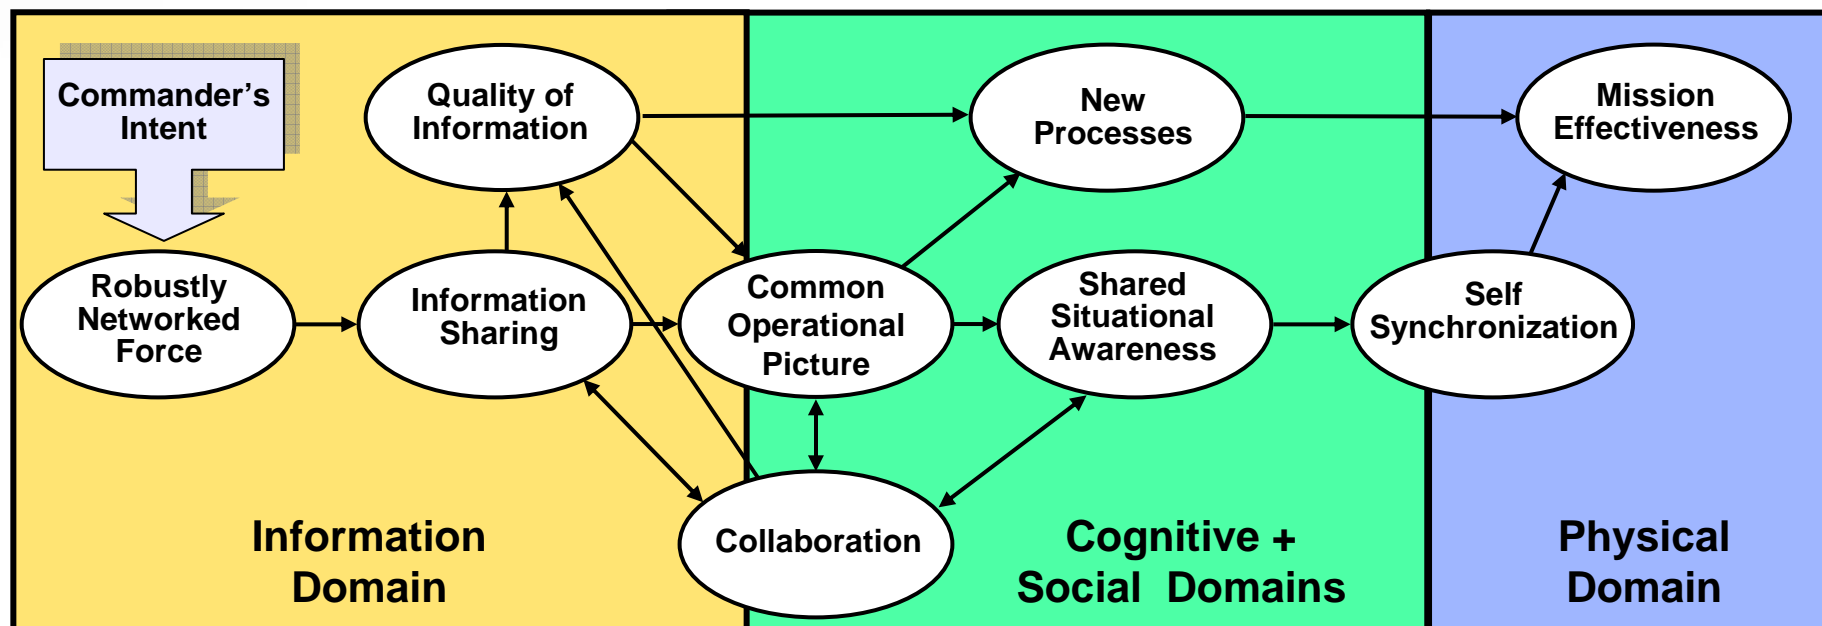 Commander's
Intent
Quality of
Information
New
Processes
Mission
Effectiveness
Robustly
Networked
Force
Information
Sharing
Common
Operational
Picture
Shared
Situational
Awareness
Self
Synchronization
Collaboration
Information
Domain
Cognitive +
Social Domains
Physical
Domain